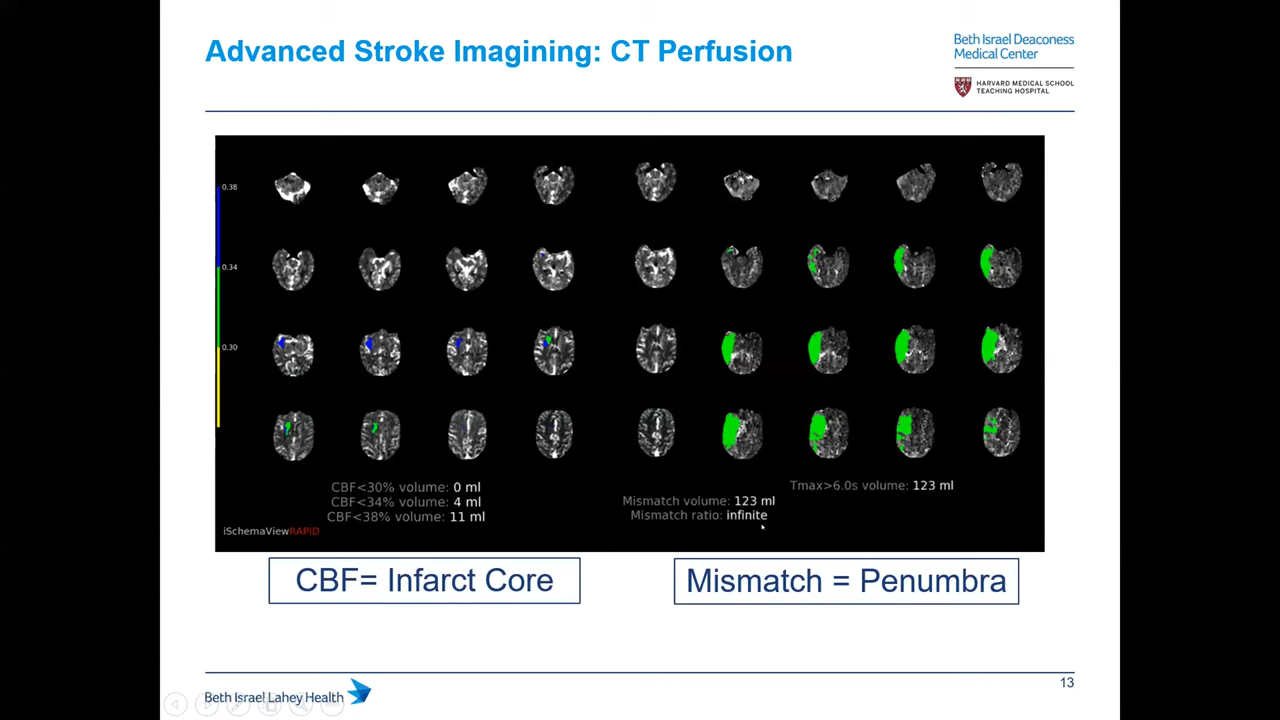 Advanced Stroke Imagining: CT Perfusion
Beth Israel Deaconess
Medical Center
HARVARD MEDICAL SCHOOL
TEACHING HOSPITAL
0.38
0.34
0.30
CBF<30% volume: 0 ml
CBF<34% volume: 4 ml
CBF<38% volume: 11 ml
Tmax>6.0s volume: 123 ml
Mismatch volume: 123 ml
Mismatch ratio: infinite
iSchemaViewRAPID
CBF= Infarct Core
Mismatch = Penumbra
13
Beth Israel Lahey Health